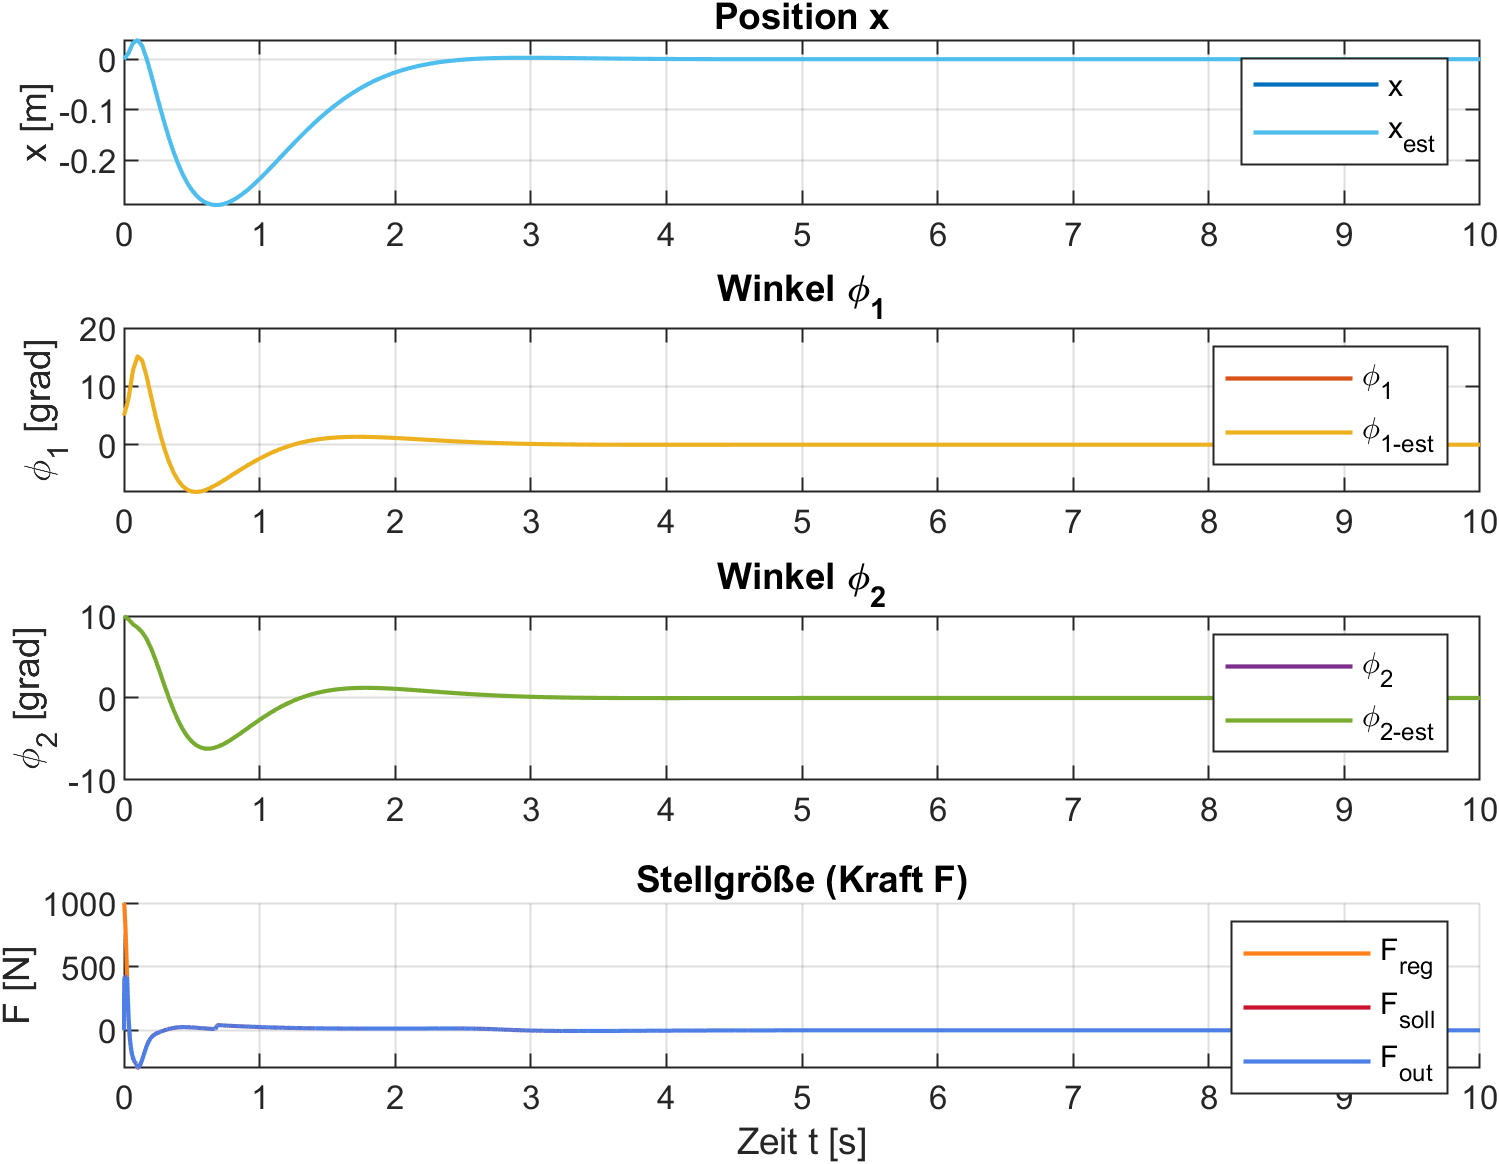 Position x
x [m]
0
-0.1
-0.2
x
x_est
0 1 2 3 4 5 6 7 8 9 10
Winkel ϕ_1
ϕ_1 [grad]
20
10
0
ϕ_1
ϕ_1-est
0 1 2 3 4 5 6 7 8 9 10
Winkel ϕ_2
ϕ_2 [grad]
10
0
-10
ϕ_2
ϕ_2-est
0 1 2 3 4 5 6 7 8 9 10
Stellgröße (Kraft F)
F [N]
1000
500
0
F_reg
F_soll
F_out
0 1 2 3 4 5 6 7 8 9 10
Zeit t [s]